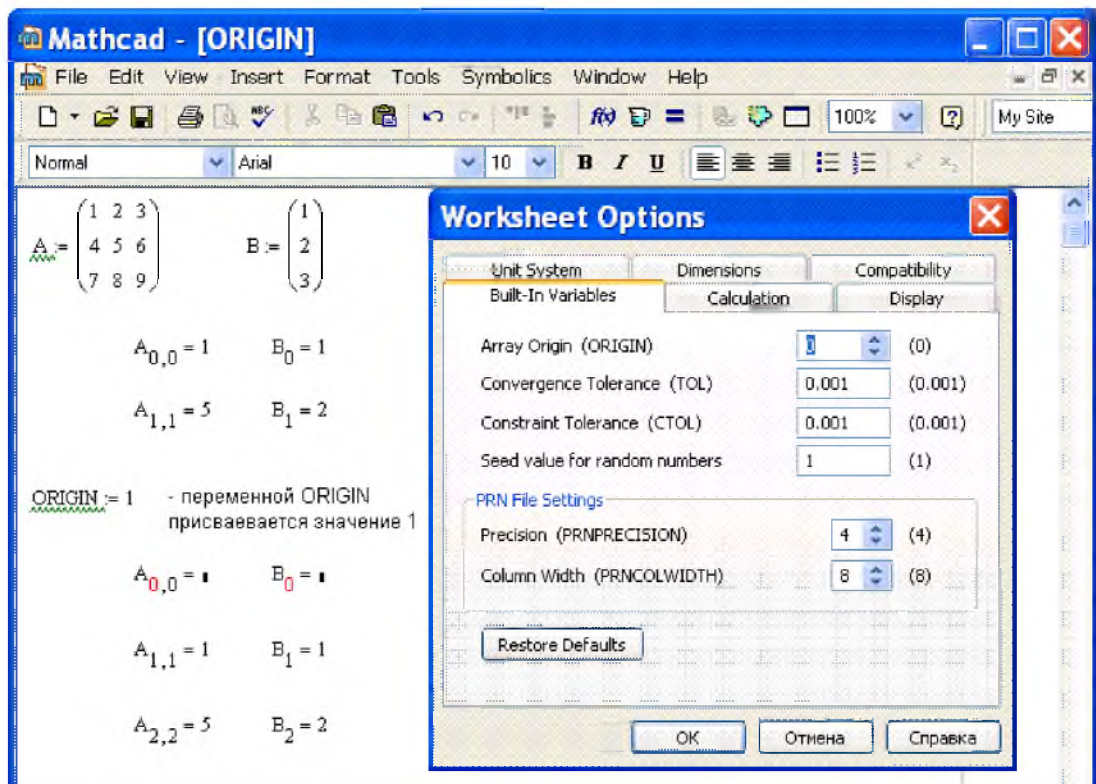 Mathcad - [ORIGIN]
File Edit View Insert Format Tools Symbolics Window Help
100%
My Site
Normal Arial 10 B I U
A := (1 2 3
4 5 6
7 8 9)
B := (1
2
3)
A0,0 = 1 B0 = 1
A1,1 = 5 B1 = 2
ORIGIN := 1 - переменной ORIGIN
присваевается значение 1
A0,0 = ▪ B0 = ▪
A1,1 = 1 B1 = 1
A2,2 = 5 B2 = 2
Worksheet Options
Unit System Dimensions Compatibility
Built-In Variables Calculation Display
Array Origin (ORIGIN) 0 (0)
Convergence Tolerance (TOL) 0.001 (0.001)
Constraint Tolerance (CTOL) 0.001 (0.001)
Seed value for random numbers 1 (1)
PRN File Settings
Precision (PRNPRECISION) 4 (4)
Column Width (PRNCOLWIDTH) 8 (8)
Restore Defaults
OK Отмена Справка